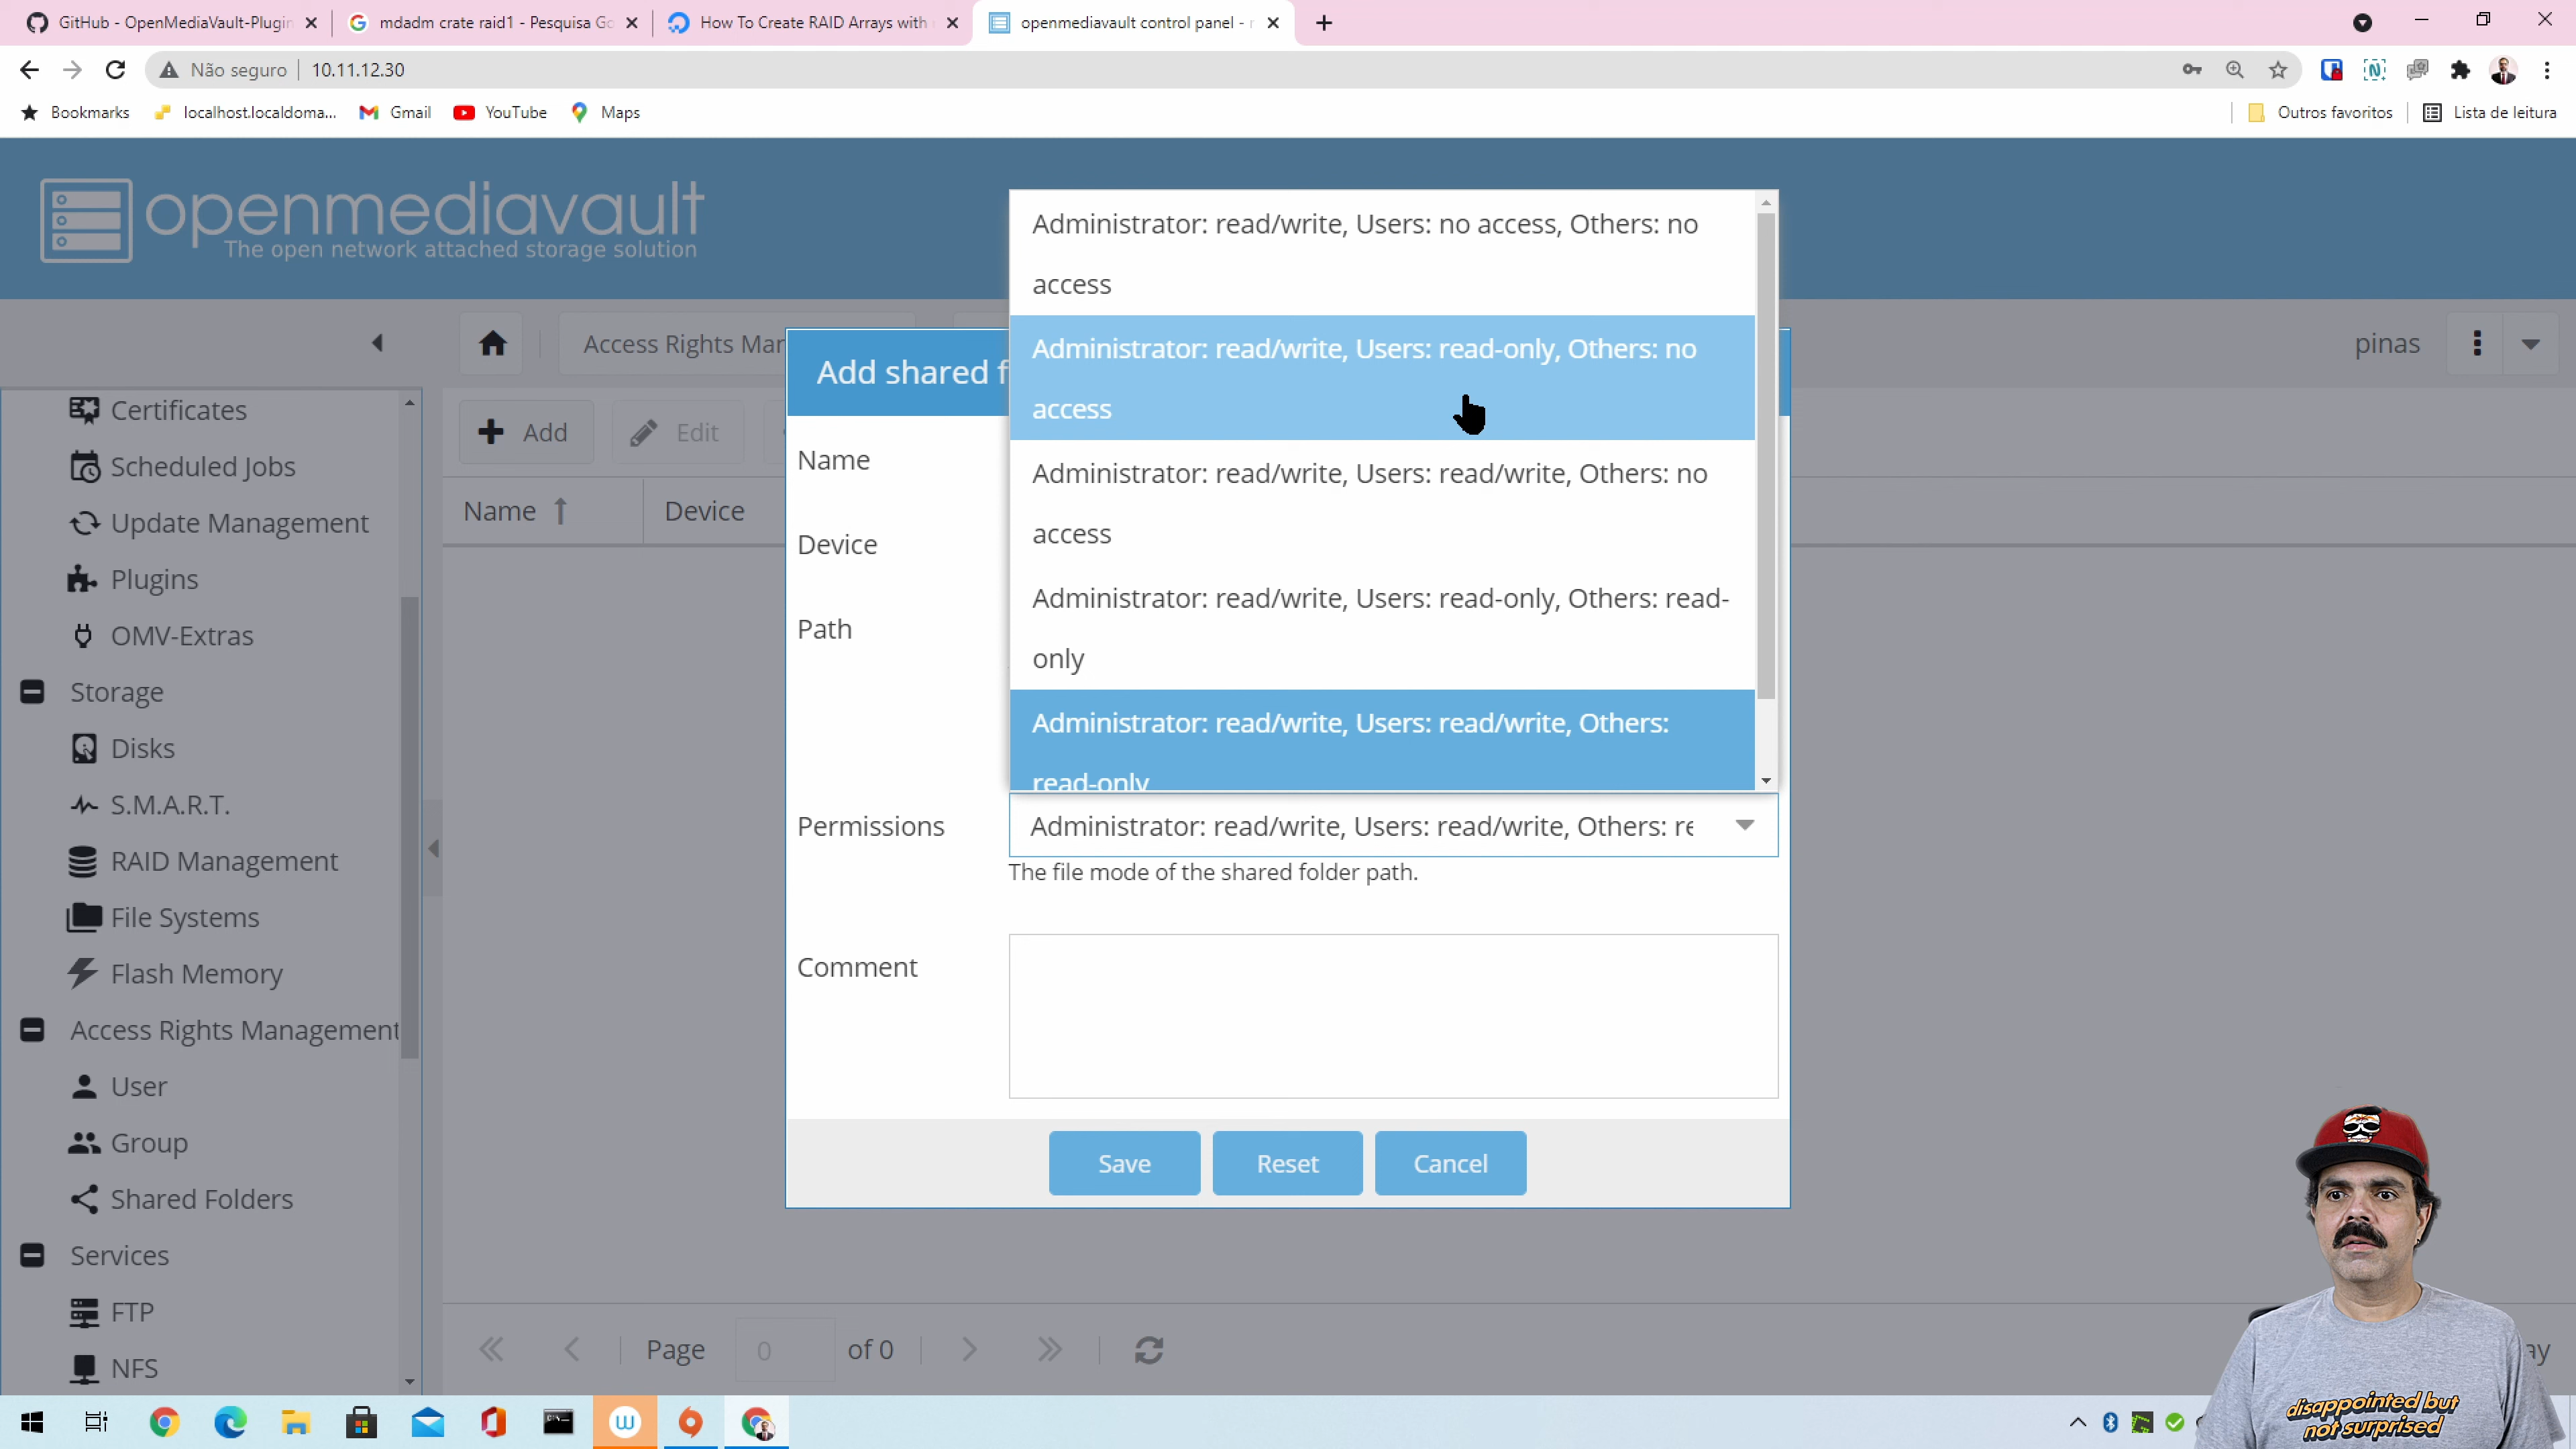 GitHub - OpenMediaVault-Plugin
mdadm crate raid1 - Pesquisa Go
How To Create RAID Arrays with
openmediavault control panel -
Não seguro
10.11.12.30
Bookmarks
localhost.localdoma...
Gmail
YouTube
Maps
Outros favoritos
Lista de leitura
openmediavault
The open network attached storage solution
Access Rights Mar
pinas
Certificates
Scheduled Jobs
Update Management
Plugins
OMV-Extras
Storage
Disks
S.M.A.R.T.
RAID Management
File Systems
Flash Memory
Access Rights Management
User
Group
Shared Folders
Services
FTP
NFS
Add
Edit
Name
Device
Add shared f
Name
Device
Path
Administrator: read/write, Users: no access, Others: no
access
Administrator: read/write, Users: read-only, Others: no
access
Administrator: read/write, Users: read/write, Others: no
access
Administrator: read/write, Users: read-only, Others: read-
only
Administrator: read/write, Users: read/write, Others:
read-only
Permissions
Administrator: read/write, Users: read/write, Others: re
The file mode of the shared folder path.
Comment
Save
Reset
Cancel
Page
0
of 0
ay
disappointed but
not surprised